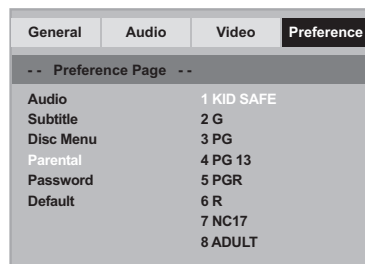 General Audio Video Preference
-- Preference Page --
Audio 1 KID SAFE
Subtitle 2 G
Disc Menu 3 PG
Parental 4 PG 13
Password 5 PGR
Default 6 R
7 NC17
8 ADULT